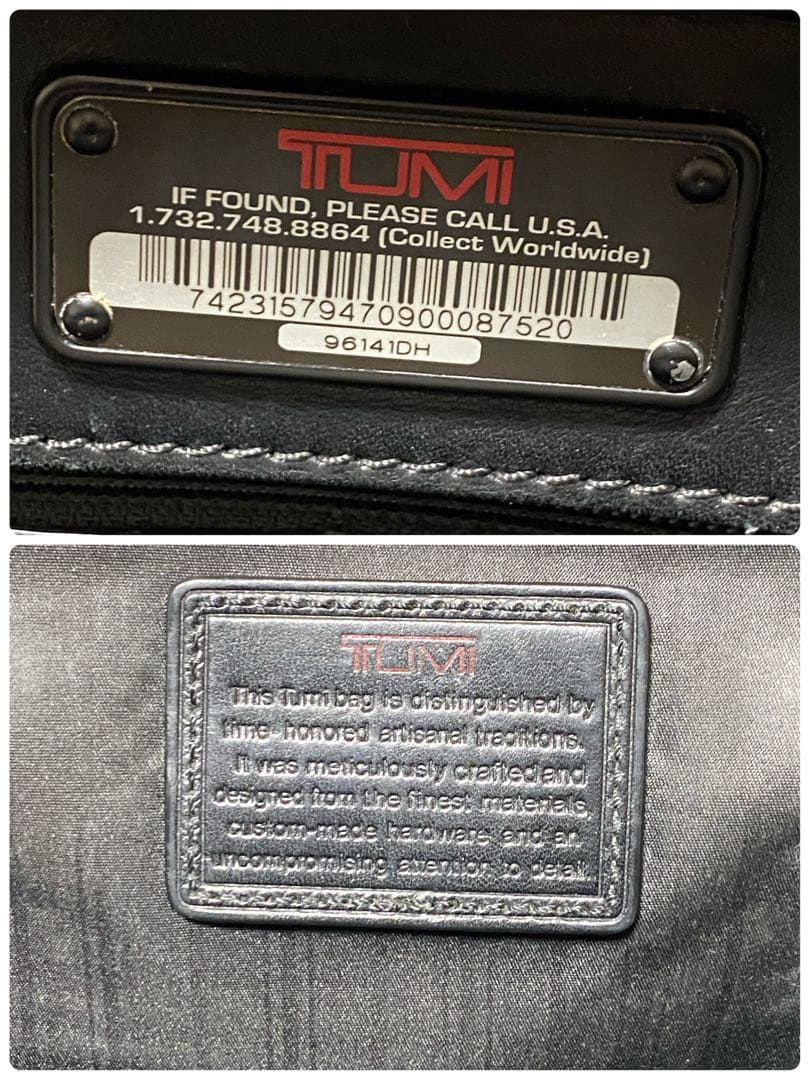 TUMI
IF FOUND, PLEASE CALL U.S.A.
1.732.748.8864 (Collect Worldwide)
74231579470900087520
96141DH
TUMI
This Tumi bag is distinguished by
time-honored artisanal traditions.
It was meticulously crafted and
designed from the finest materials,
custom-made hardware and an
uncompromising attention to detail.